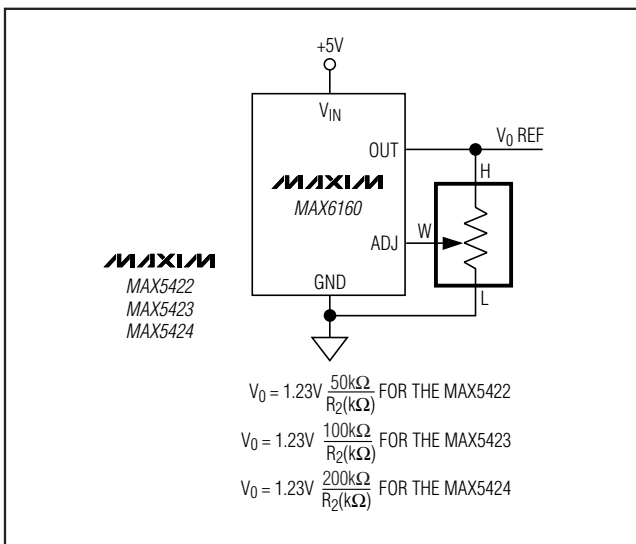 +5V
V_IN
OUT
V_0 REF
H
MAXIM
MAX6160
ADJ
W
MAXIM
MAX5422
MAX5423
MAX5424
GND
L
V_0 = 1.23V 50kΩ/R_2(kΩ) FOR THE MAX5422
V_0 = 1.23V 100kΩ/R_2(kΩ) FOR THE MAX5423
V_0 = 1.23V 200kΩ/R_2(kΩ) FOR THE MAX5424